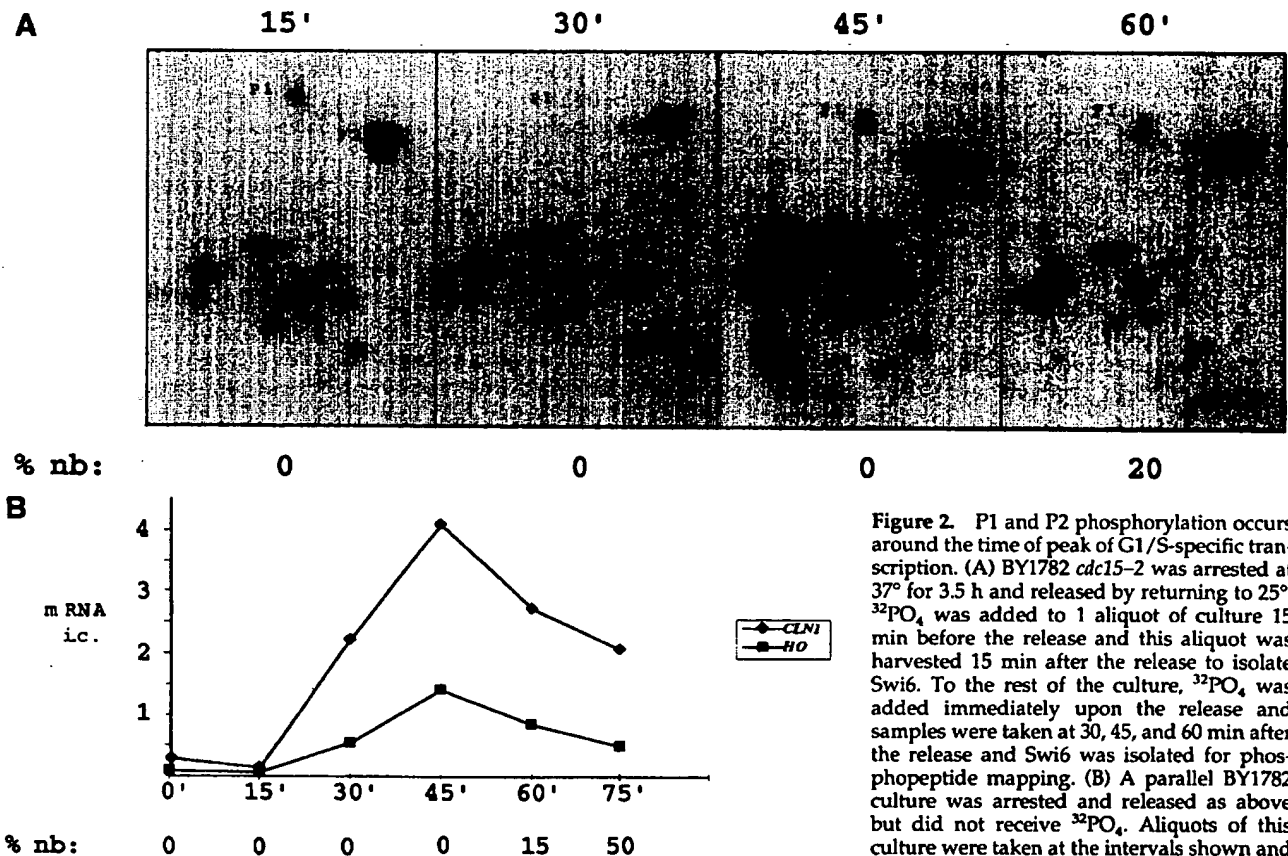 A
15' 30' 45' 60'
P1
% nb: 0 0 0 20
B
4
3
2
1
mRNA
i.c.
CLN1
HO
0' 15' 30' 45' 60' 75'
% nb: 0 0 0 0 15 50
Figure 2. P1 and P2 phosphorylation occurs
around the time of peak of G1/S-specific tran-
scription. (A) BY1782 cdc15–2 was arrested at
37° for 3.5 h and released by returning to 25°
³²PO₄ was added to 1 aliquot of culture 15
min before the release and this aliquot was
harvested 15 min after the release to isolate
Swi6. To the rest of the culture, ³²PO₄ was
added immediately upon the release and
samples were taken at 30, 45, and 60 min after
the release and Swi6 was isolated for phos-
phopeptide mapping. (B) A parallel BY1782
culture was arrested and released as above
but did not receive ³²PO₄. Aliquots of this
culture were taken at the intervals shown and